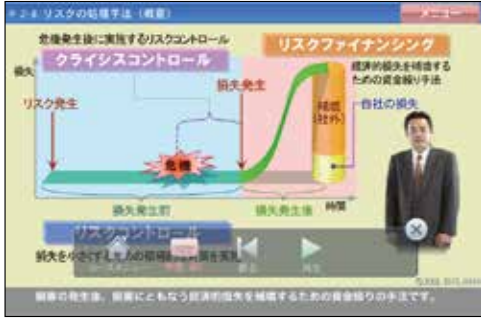 2-8 リスクの処理手法（概要）
メニュー
危機発生後に実施するリスクコントロール
クライシスコントロール
リスクファイナンシング
経済的損失を補填する
ための資金繰り手法
損失
リスク発生
損失発生
補填
（社外）
自社の損失
危機
損失発生前
損失発生後
時間
リスクコントロール
損失を小さくするための
再生
損害の発生後、損害にともなう経済的損失を補填するための資金繰りの手法です。